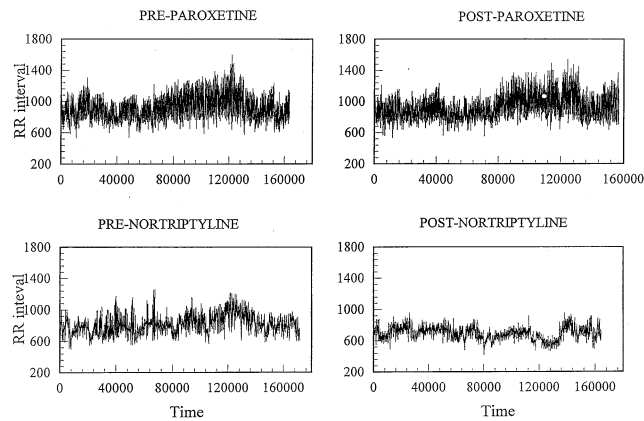 PRE-PAROXETINE
POST-PAROXETINE
RR interval
1800
1400
1000
600
200
0 40000 80000 120000 160000
1800
1400
1000
600
200
0 40000 80000 120000 160000
PRE-NORTRIPTYLINE
POST-NORTRIPTYLINE
RR inteval
1800
1400
1000
600
200
0 40000 80000 120000 160000
Time
1800
1400
1000
600
200
0 40000 80000 120000 160000
Time